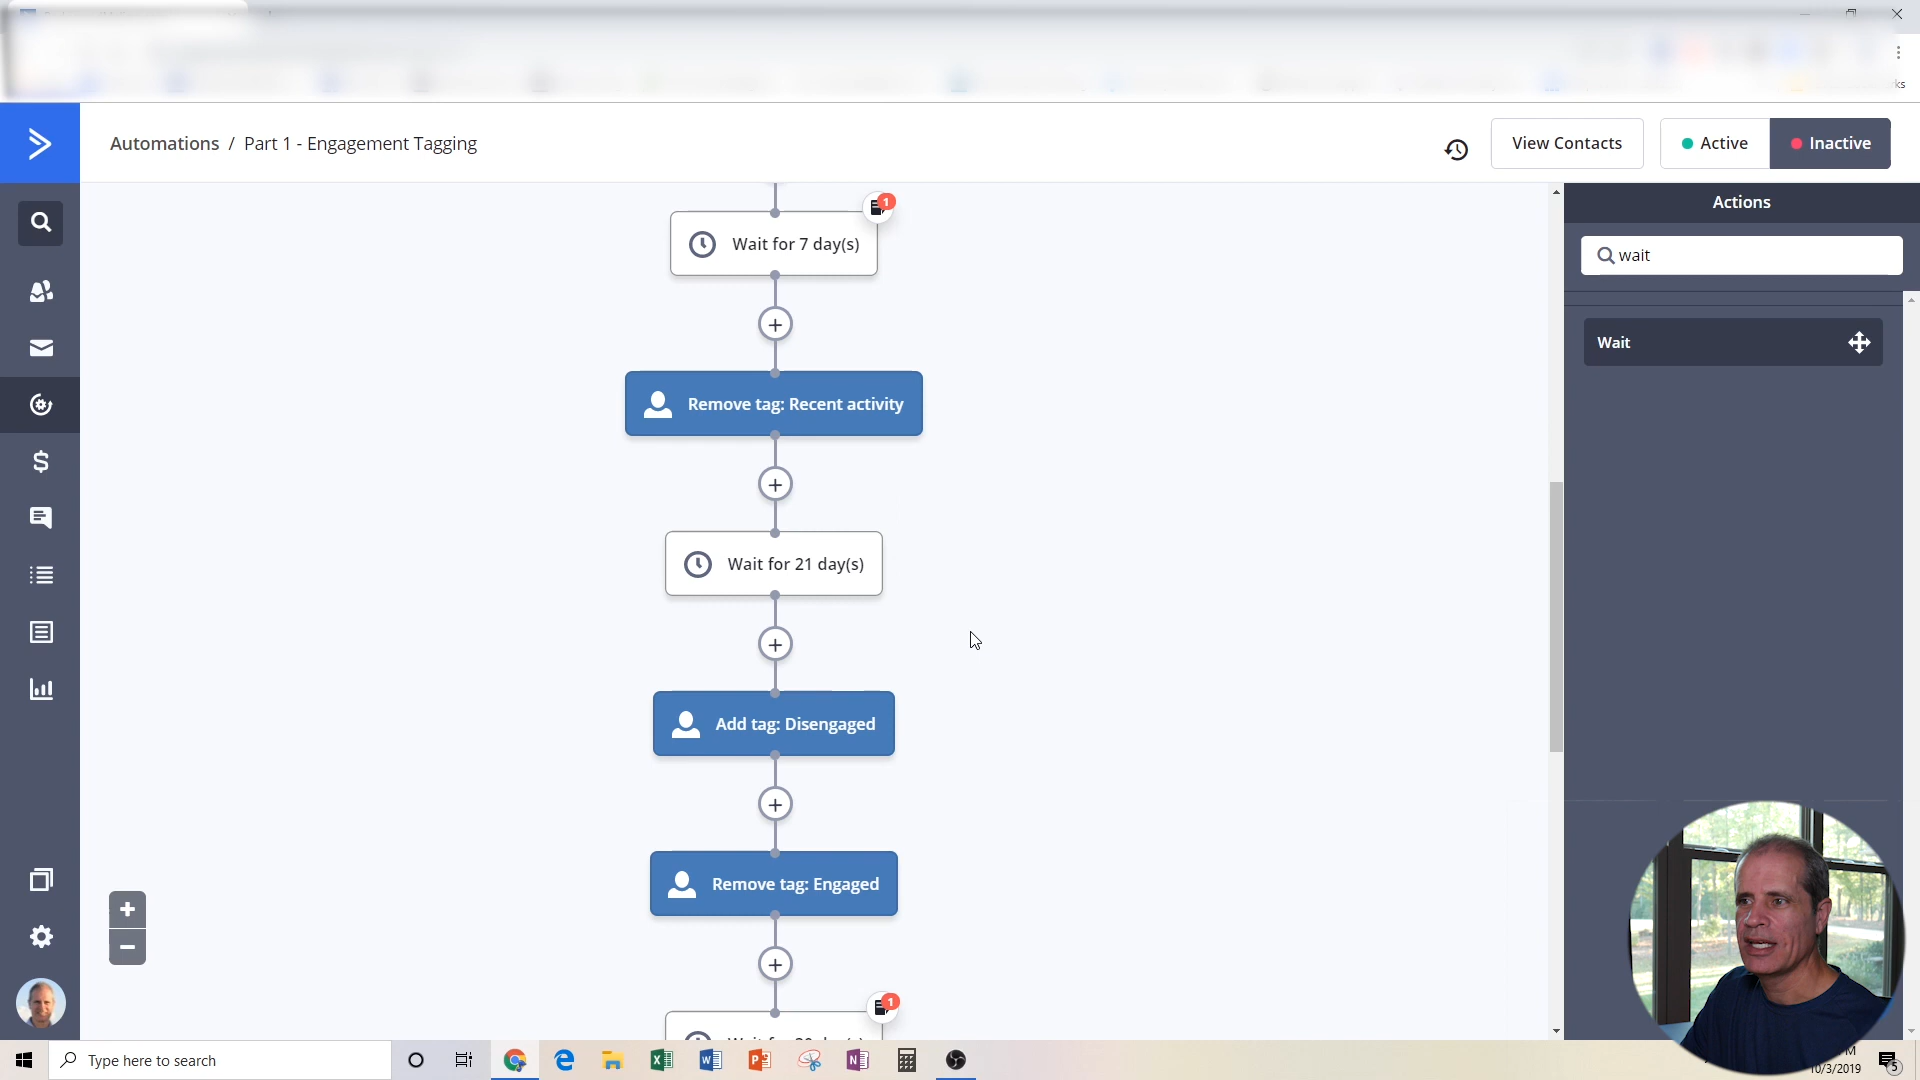 Automations / Part 1 - Engagement Tagging
View Contacts
Active
Inactive
Actions
wait
Wait
1
Wait for 7 day(s)
Remove tag: Recent activity
Wait for 21 day(s)
Add tag: Disengaged
Remove tag: Engaged
1
Type here to search
10/3/2019
5